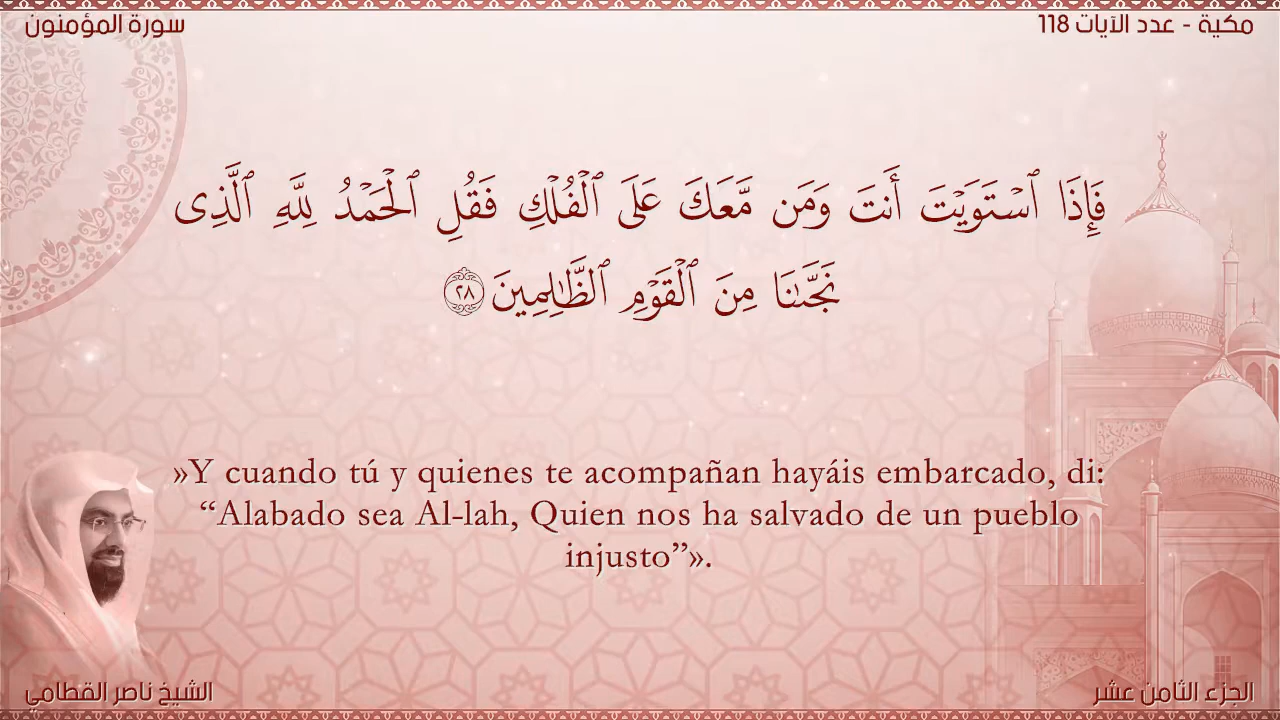 سورة المؤمنون
مكية - عدد الآيات 118
فَإِذَا ٱسْتَوَيْتَ أَنتَ وَمَن مَّعَكَ عَلَى ٱلْفُلْكِ فَقُلِ ٱلْحَمْدُ لِلَّهِ ٱلَّذِى
نَجَّىٰنَا مِنَ ٱلْقَوْمِ ٱلظَّـٰلِمِينَ ٢٨
»Y cuando tú y quienes te acompañan hayáis embarcado, di:
“Alabado sea Al-lah, Quien nos ha salvado de un pueblo
injusto”».
الشيخ ناصر القطامي
الجزء الثامن عشر